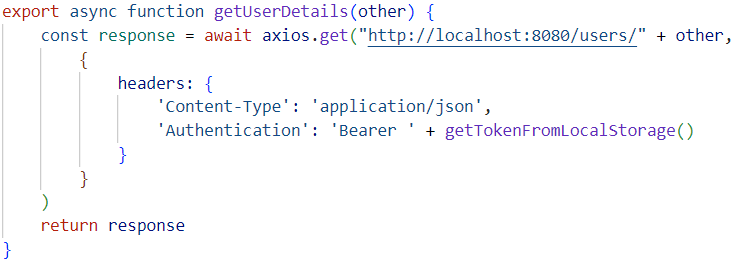 export async function getUserDetails(other) {
    const response = await axios.get("http://localhost:8080/users/" + other,
        {
            headers: {
                'Content-Type': 'application/json',
                'Authentication': 'Bearer ' + getTokenFromLocalStorage()
            }
        }
    )
    return response
}